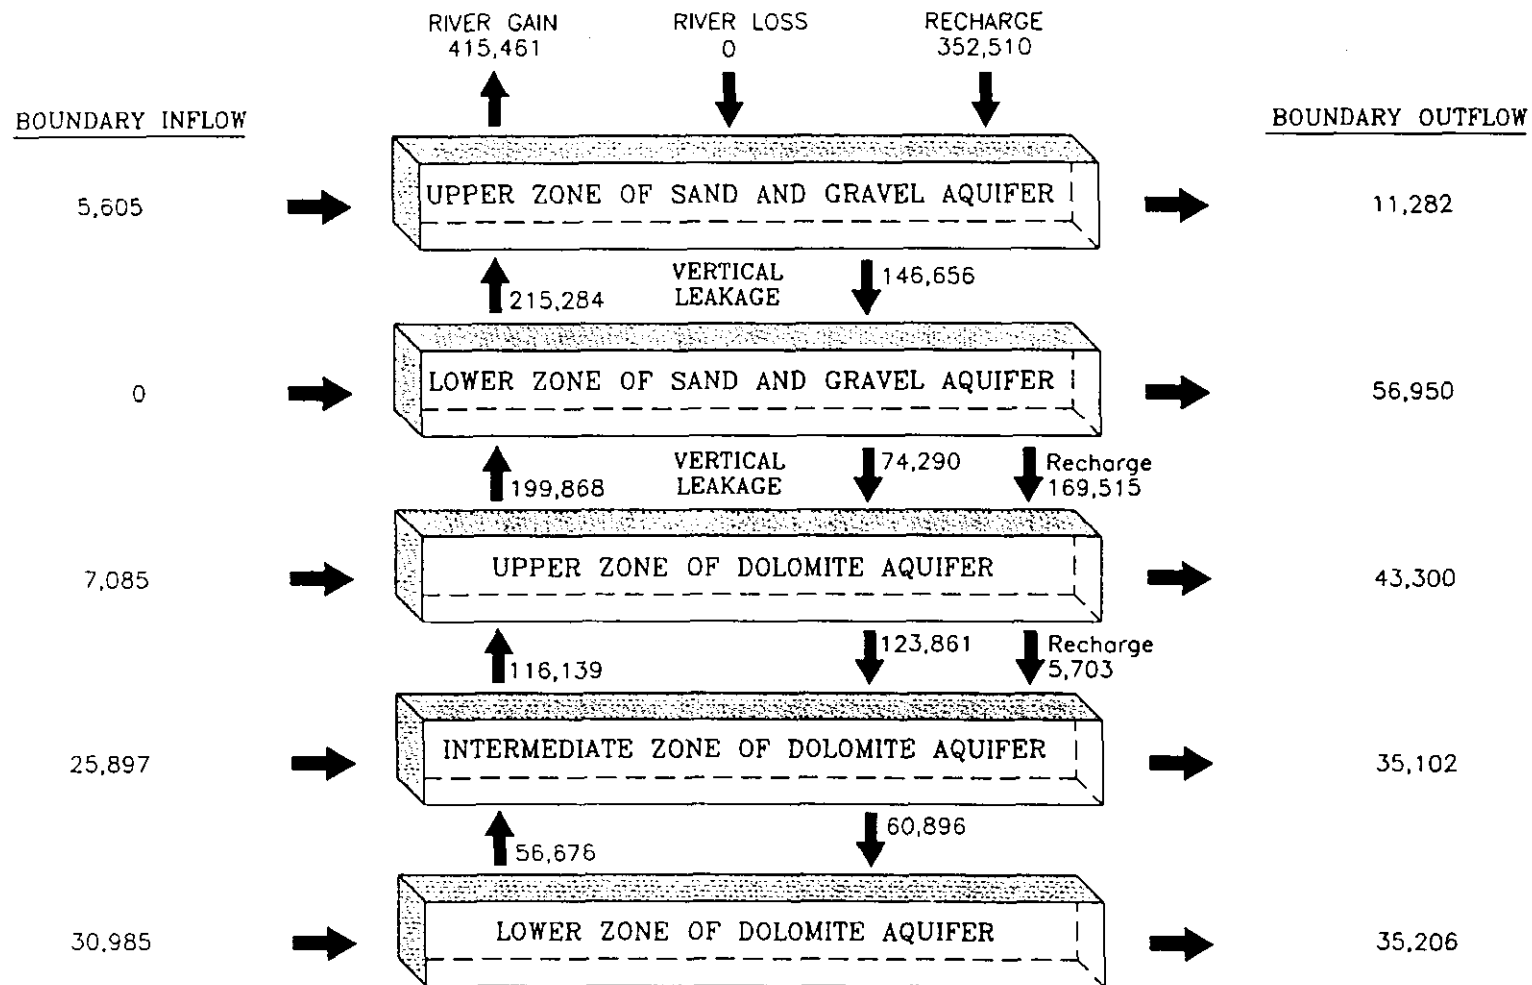 RIVER GAIN
415,461
RIVER LOSS
0
RECHARGE
352,510
BOUNDARY INFLOW
BOUNDARY OUTFLOW
5,605
UPPER ZONE OF SAND AND GRAVEL AQUIFER
11,282
215,284
VERTICAL
LEAKAGE
146,656
0
LOWER ZONE OF SAND AND GRAVEL AQUIFER
56,950
199,868
VERTICAL
LEAKAGE
74,290
Recharge
169,515
7,085
UPPER ZONE OF DOLOMITE AQUIFER
43,300
116,139
123,861
Recharge
5,703
25,897
INTERMEDIATE ZONE OF DOLOMITE AQUIFER
35,102
56,676
60,896
30,985
LOWER ZONE OF DOLOMITE AQUIFER
35,206